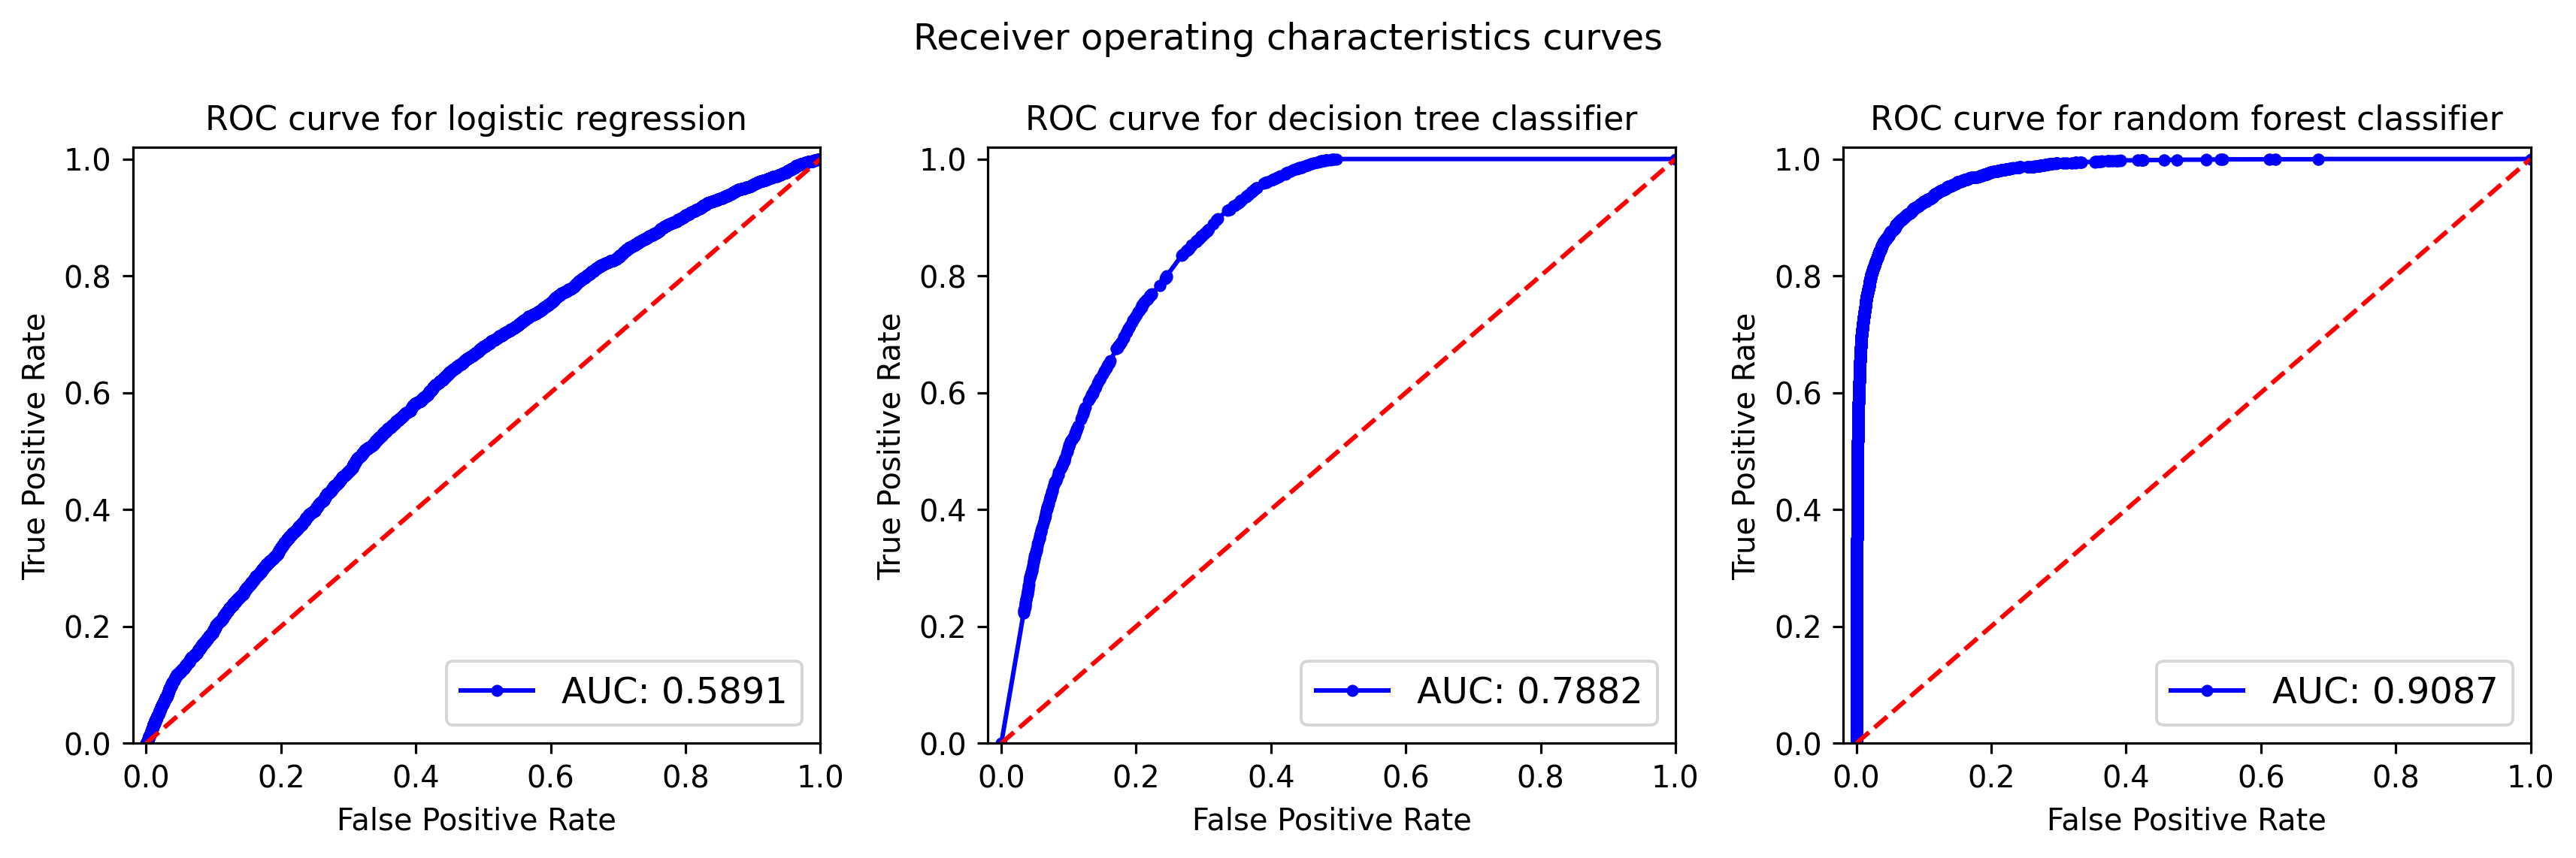 Receiver operating characteristics curves
ROC curve for logistic regression
1.0
0.8
0.6
0.4
0.2
0.0
True Positive Rate
0.0 0.2 0.4 0.6 0.8 1.0
False Positive Rate
AUC: 0.5891
ROC curve for decision tree classifier
1.0
0.8
0.6
0.4
0.2
0.0
True Positive Rate
0.0 0.2 0.4 0.6 0.8 1.0
False Positive Rate
AUC: 0.7882
ROC curve for random forest classifier
1.0
0.8
0.6
0.4
0.2
0.0
True Positive Rate
0.0 0.2 0.4 0.6 0.8 1.0
False Positive Rate
AUC: 0.9087